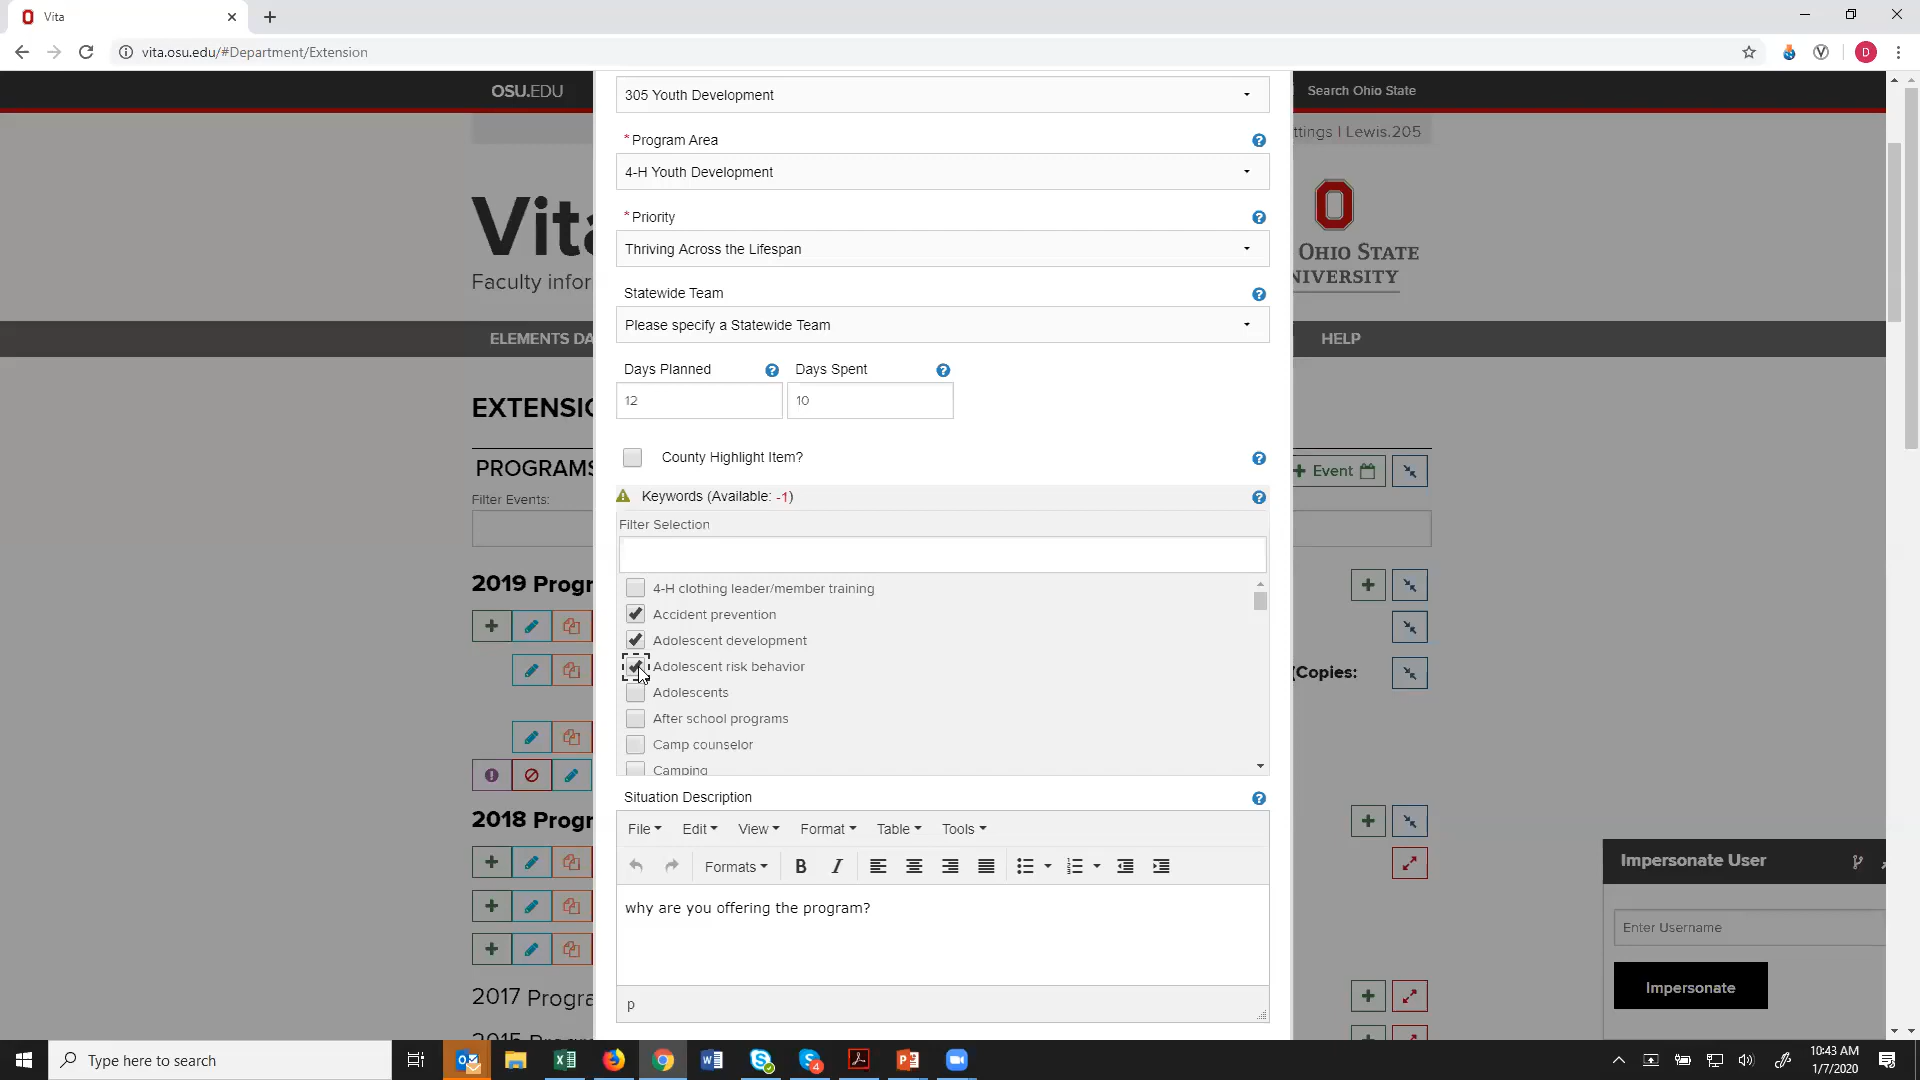 Vita
vita.osu.edu/#Department/Extension
D
OSU.EDU
Search Ohio State
ttings | Lewis.205
Vita
Faculty infor
OHIO STATE
NIVERSITY
ELEMENTS DA
HELP
305 Youth Development
*Program Area
4-H Youth Development
*Priority
Thriving Across the Lifespan
Statewide Team
Please specify a Statewide Team
Days Planned
Days Spent
12
10
County Highlight Item?
EXTENSIO
PROGRAMS
Filter Events:
+ Event
Keywords (Available: -1)
Filter Selection
4-H clothing leader/member training
Accident prevention
Adolescent development
Adolescent risk behavior
Adolescents
After school programs
Camp counselor
Camping
2019 Progr
(Copies:
2018 Progr
2017 Progra
2015 Progra
Situation Description
File
Edit
View
Format
Table
Tools
Formats
B
I
why are you offering the program?
p
Impersonate User
Enter Username
Impersonate
Type here to search
4
10:43 AM
1/7/2020